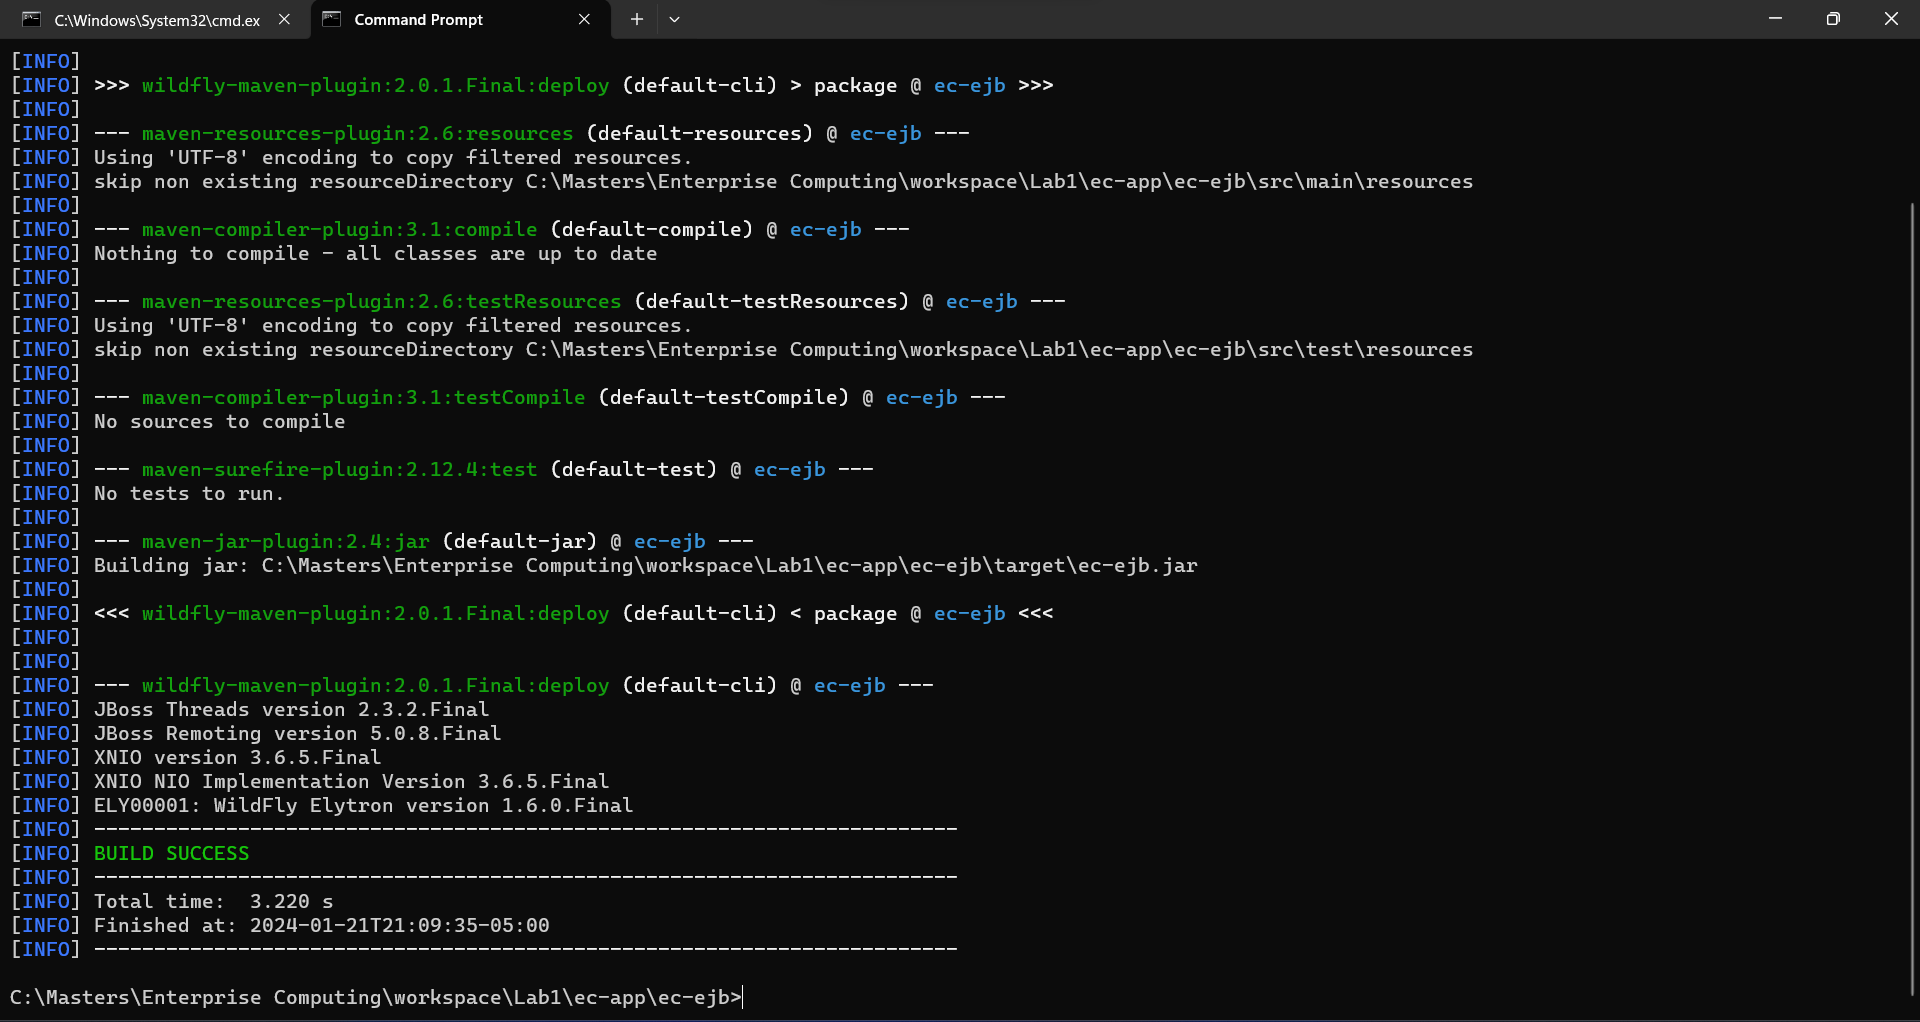 C:\Windows\System32\cmd.ex
Command Prompt
[INFO]
[INFO] >>> wildfly-maven-plugin:2.0.1.Final:deploy (default-cli) > package @ ec-ejb >>>
[INFO]
[INFO] --- maven-resources-plugin:2.6:resources (default-resources) @ ec-ejb ---
[INFO] Using 'UTF-8' encoding to copy filtered resources.
[INFO] skip non existing resourceDirectory C:\Masters\Enterprise Computing\workspace\Lab1\ec-app\ec-ejb\src\main\resources
[INFO]
[INFO] --- maven-compiler-plugin:3.1:compile (default-compile) @ ec-ejb ---
[INFO] Nothing to compile - all classes are up to date
[INFO]
[INFO] --- maven-resources-plugin:2.6:testResources (default-testResources) @ ec-ejb ---
[INFO] Using 'UTF-8' encoding to copy filtered resources.
[INFO] skip non existing resourceDirectory C:\Masters\Enterprise Computing\workspace\Lab1\ec-app\ec-ejb\src\test\resources
[INFO]
[INFO] --- maven-compiler-plugin:3.1:testCompile (default-testCompile) @ ec-ejb ---
[INFO] No sources to compile
[INFO]
[INFO] --- maven-surefire-plugin:2.12.4:test (default-test) @ ec-ejb ---
[INFO] No tests to run.
[INFO]
[INFO] --- maven-jar-plugin:2.4:jar (default-jar) @ ec-ejb ---
[INFO] Building jar: C:\Masters\Enterprise Computing\workspace\Lab1\ec-app\ec-ejb\target\ec-ejb.jar
[INFO]
[INFO] <<< wildfly-maven-plugin:2.0.1.Final:deploy (default-cli) < package @ ec-ejb <<<
[INFO]
[INFO]
[INFO] --- wildfly-maven-plugin:2.0.1.Final:deploy (default-cli) @ ec-ejb ---
[INFO] JBoss Threads version 2.3.2.Final
[INFO] JBoss Remoting version 5.0.8.Final
[INFO] XNIO version 3.6.5.Final
[INFO] XNIO NIO Implementation Version 3.6.5.Final
[INFO] ELY00001: WildFly Elytron version 1.6.0.Final
[INFO] ------------------------------------------------------------------------
[INFO] BUILD SUCCESS
[INFO] ------------------------------------------------------------------------
[INFO] Total time:  3.220 s
[INFO] Finished at: 2024-01-21T21:09:35-05:00
[INFO] ------------------------------------------------------------------------
C:\Masters\Enterprise Computing\workspace\Lab1\ec-app\ec-ejb>